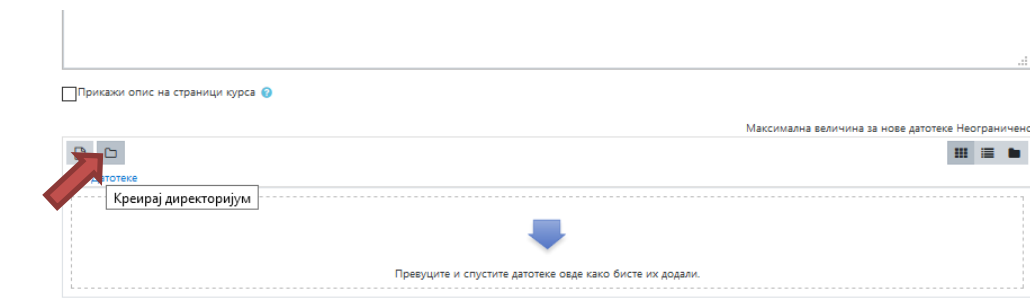 Прикажи опис на страници курса
Максимална величина за нове датотеке Неограничено
датотеке
Креирај директоријум
Превуците и спустите датотеке овде како бисте их додали.